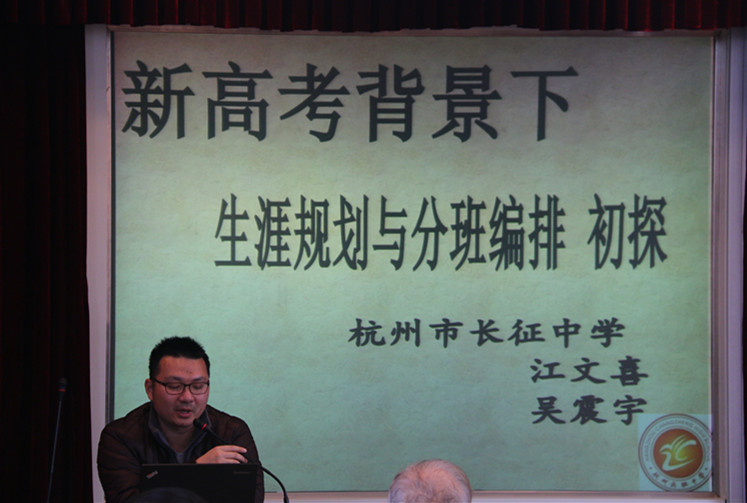 新高考背景下
生涯规划与分班编排 初探
杭州市长征中学
江文喜
吴震宇